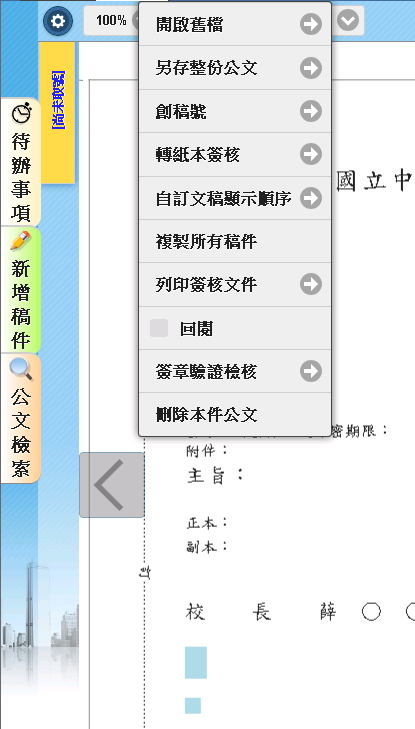 100%
開啟舊檔
另存整份公文
創稿號
轉紙本簽核
自訂文稿顯示順序
複製所有稿件
列印簽核文件
回閱
簽章驗證檢核
刪除本件公文
[尚未取號]
待辦事項
新增稿件
公文檢索
國立中
密期限：
附件：
主旨：
正本：
副本：
訂
校 長 薛 ○ ○